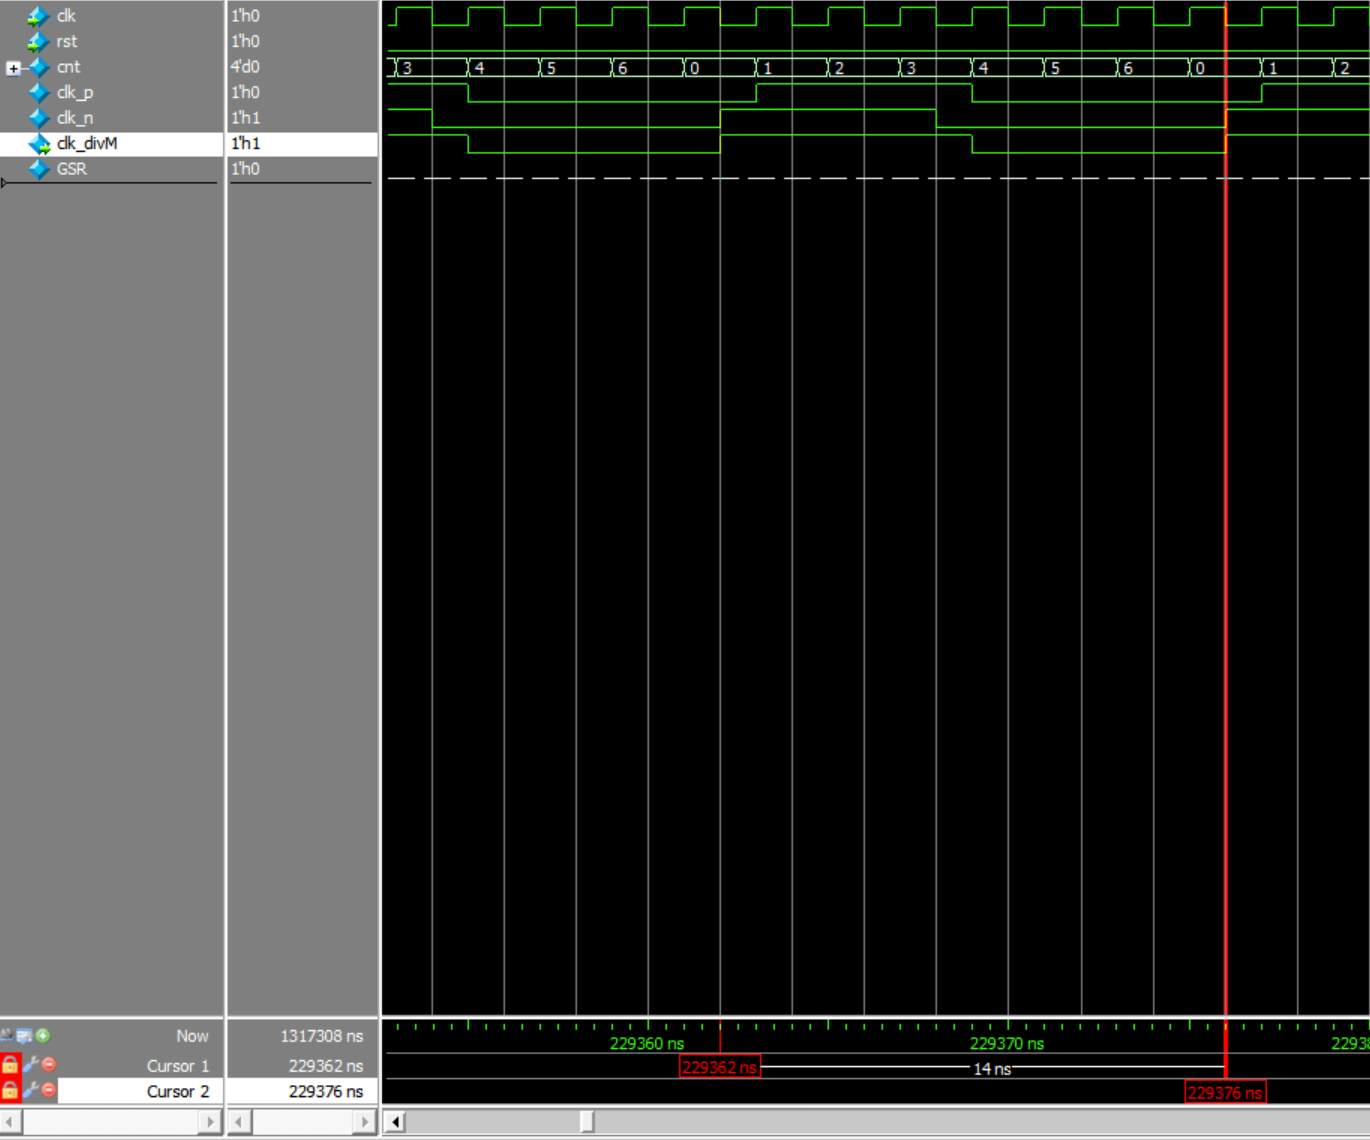 clk 1'h0
rst 1'h0
cnt 4'd0 3 4 5 6 0 1 2 3 4 5 6 0 1 2
clk_p 1'h0
clk_n 1'h1
clk_divM 1'h1
GSR 1'h0
Now 1317308 ns 229360 ns 229370 ns
Cursor 1 229362 ns 229362 ns 14 ns
Cursor 2 229376 ns 229376 ns